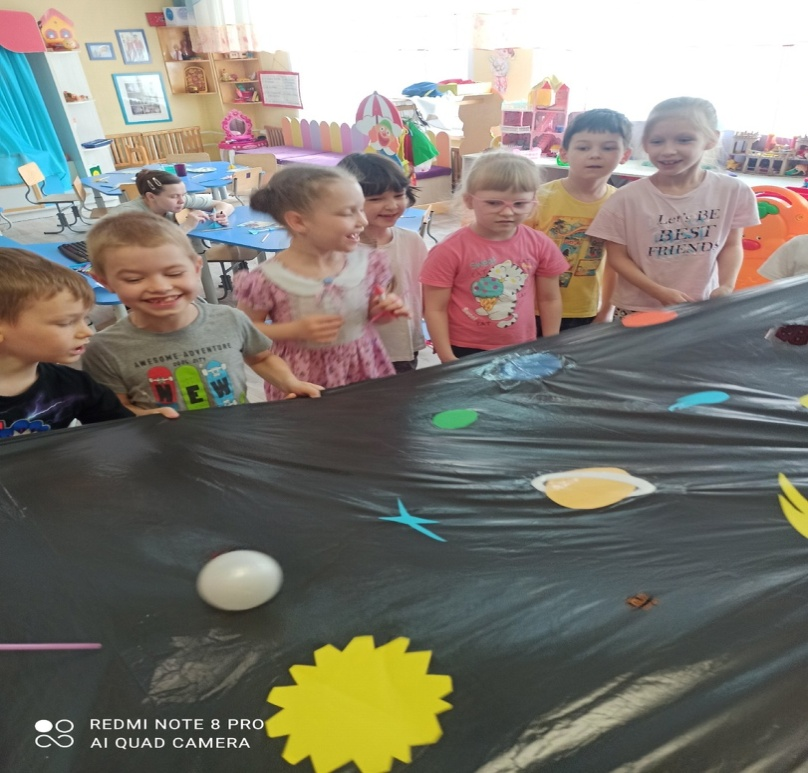 Let's BE
BEST
FRIENDS
AWESOME ADVENTURE
NEW
REDMI NOTE 8 PRO
AI QUAD CAMERA